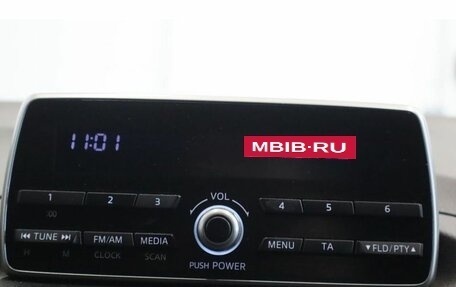 11:01
MBIB-RU
VOL
1 2 3 4 5 6
:00
⏮ TUNE ⏭ FM/AM MEDIA MENU TA ▼FLD/PTY▲
H M CLOCK SCAN
PUSH POWER